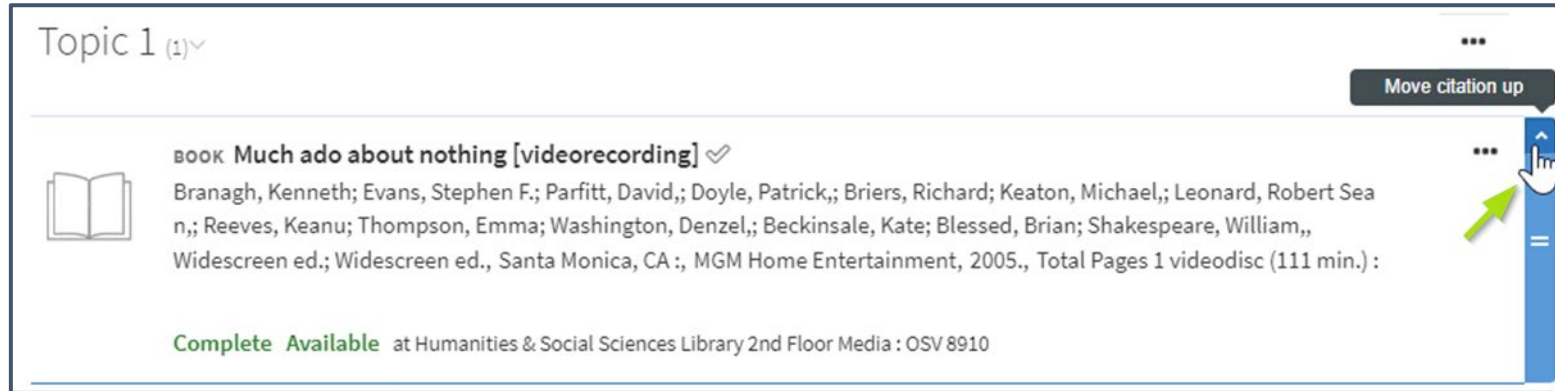 Topic 1 (1)
Move citation up
BOOK Much ado about nothing [videorecording]
Branagh, Kenneth; Evans, Stephen F.; Parfitt, David,; Doyle, Patrick,; Briers, Richard; Keaton, Michael,; Leonard, Robert Sea
n,; Reeves, Keanu; Thompson, Emma; Washington, Denzel,; Beckinsale, Kate; Blessed, Brian; Shakespeare, William,,
Widescreen ed.; Widescreen ed., Santa Monica, CA :, MGM Home Entertainment, 2005., Total Pages 1 videodisc (111 min.) :
Complete Available at Humanities & Social Sciences Library 2nd Floor Media : OSV 8910